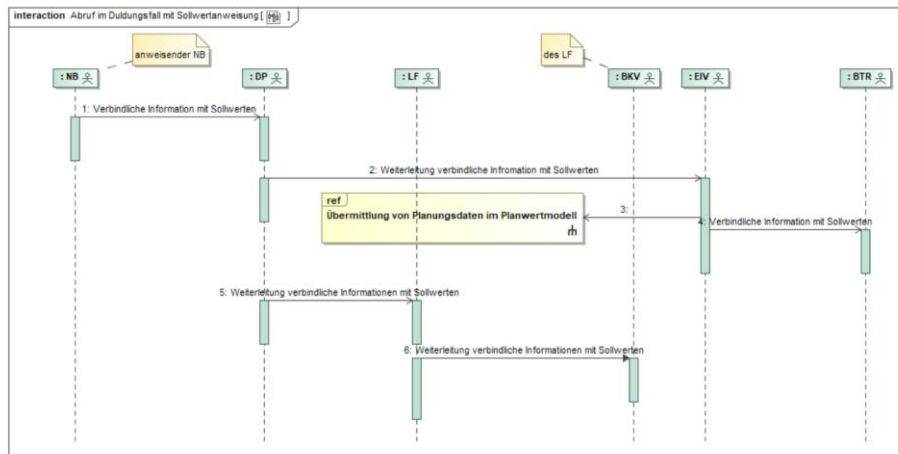 interaction Abruf im Duldungsfall mit Sollwertanweisung [ ]
anweisender NB
des LF
: NB
: DP
: LF
: BKV
: EIV
: BTR
1: Verbindliche Information mit Sollwerten
2: Weiterleitung verbindliche Infromation mit Sollwerten
ref
Übermittlung von Planungsdaten im Planwertmodell
3:
4: Verbindliche Information mit Sollwerten
5: Weiterleitung verbindliche Informationen mit Sollwerten
6: Weiterleitung verbindliche Informationen mit Sollwerten